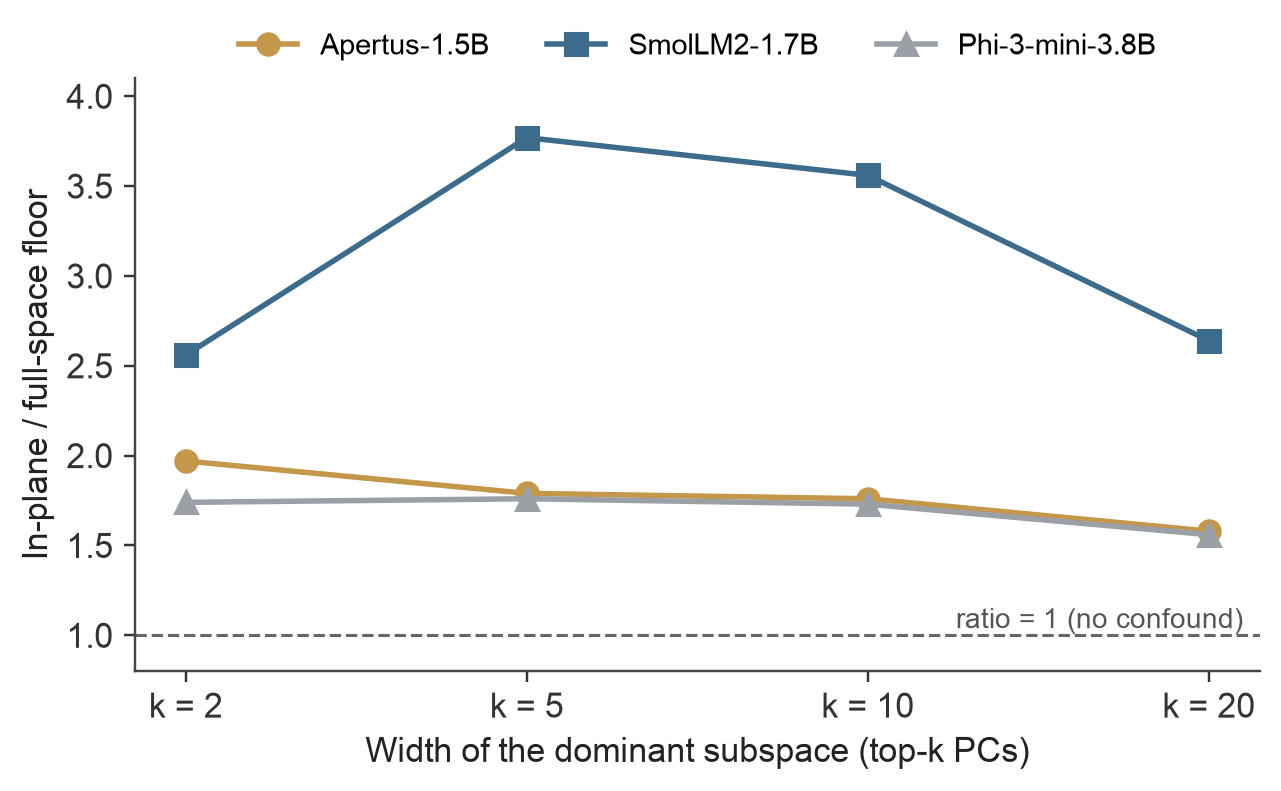 Apertus-1.5B SmolLM2-1.7B Phi-3-mini-3.8B
4.0
3.5
3.0
2.5
2.0
1.5
1.0
In-plane / full-space floor
ratio = 1 (no confound)
k = 2 k = 5 k = 10 k = 20
Width of the dominant subspace (top-k PCs)